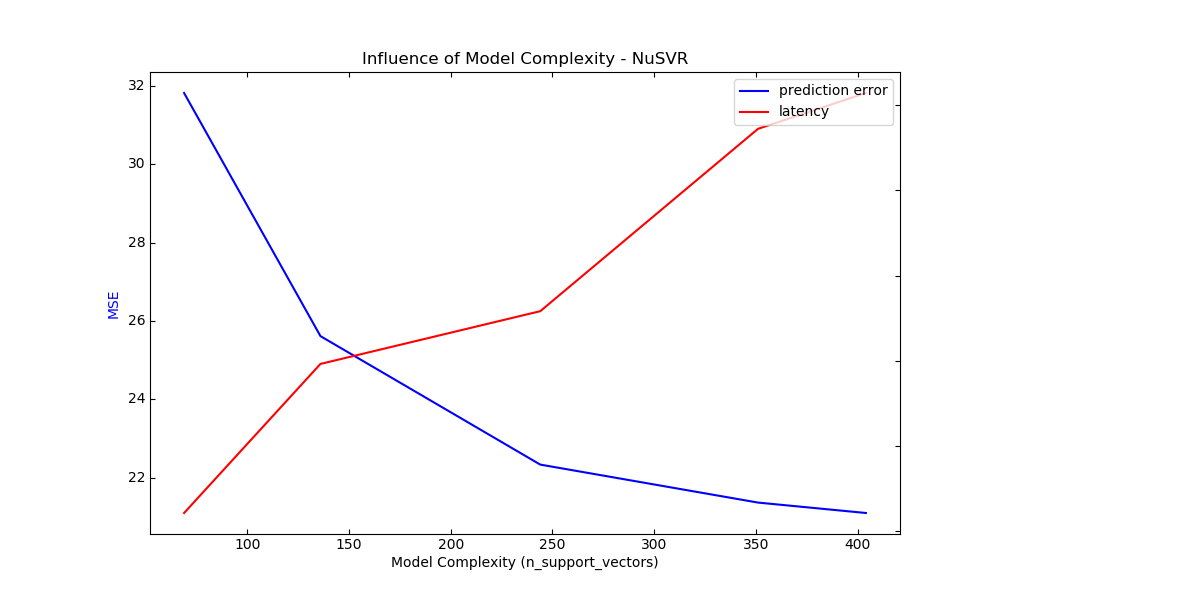 Influence of Model Complexity - NuSVR
prediction error
latency
32
30
28
26
24
22
MSE
100 150 200 250 300 350 400
Model Complexity (n_support_vectors)